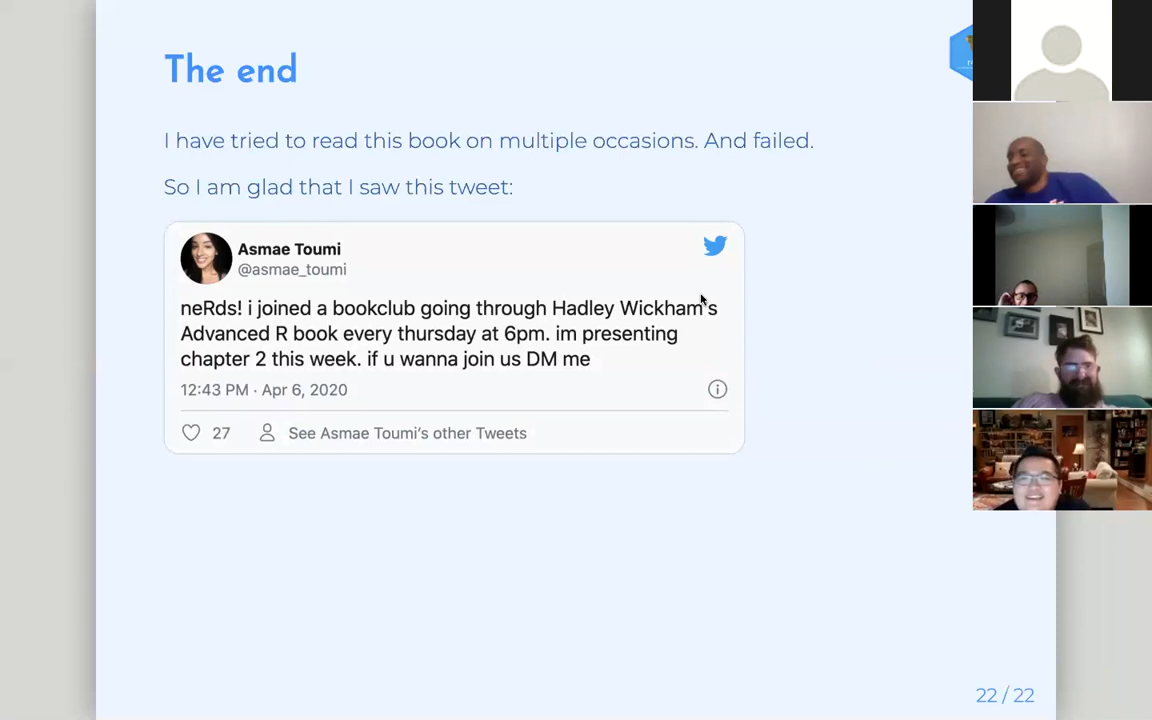 The end
I have tried to read this book on multiple occasions. And failed.
So I am glad that I saw this tweet:
Asmae Toumi
@asmae_toumi
neRds! i joined a bookclub going through Hadley Wickham's
Advanced R book every thursday at 6pm. im presenting
chapter 2 this week. if u wanna join us DM me
12:43 PM · Apr 6, 2020
27
See Asmae Toumi's other Tweets
22 / 22